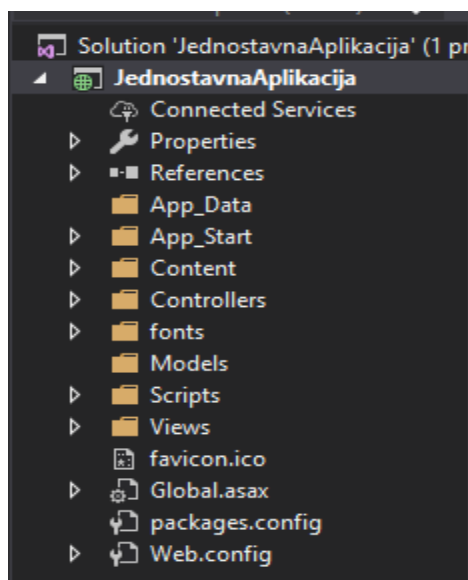 Solution 'JednostavnaAplikacija' (1 pr
JednostavnaAplikacija
Connected Services
Properties
References
App_Data
App_Start
Content
Controllers
fonts
Models
Scripts
Views
favicon.ico
Global.asax
packages.config
Web.config